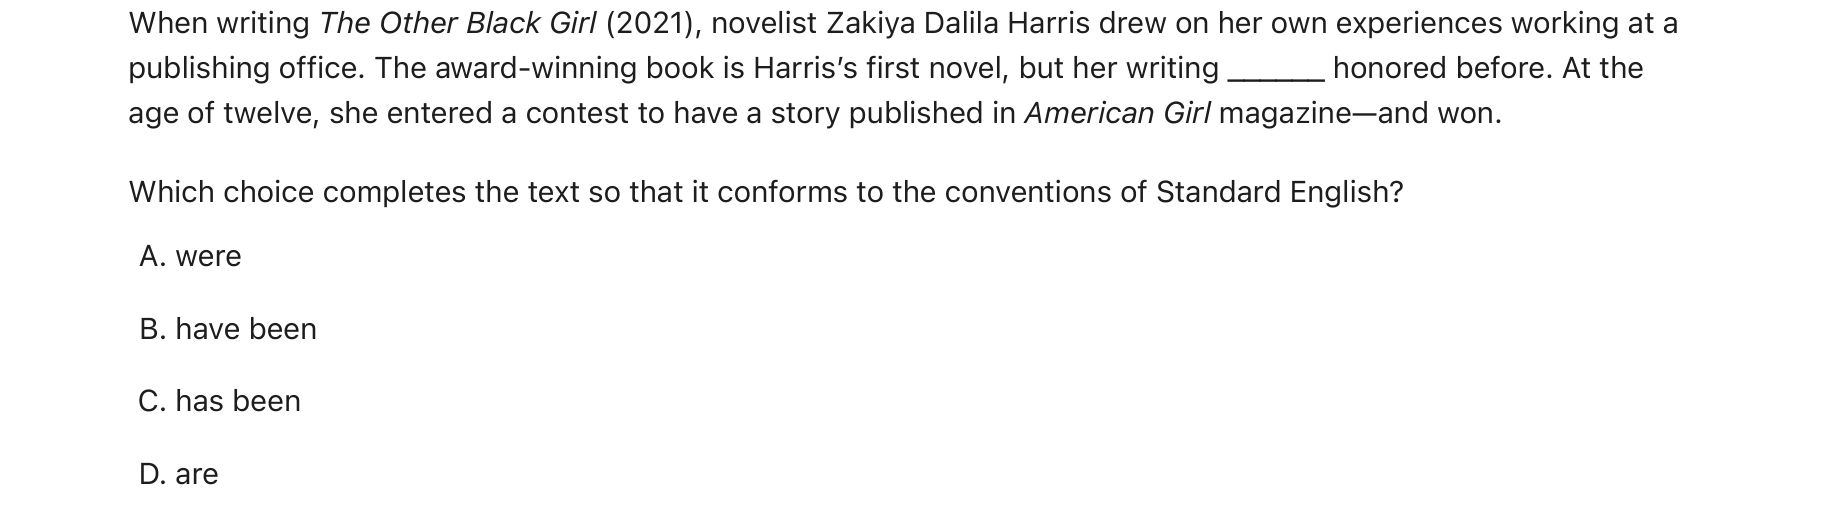 When writing The Other Black Girl (2021), novelist Zakiya Dalila Harris drew on her own experiences working at a
publishing office. The award-winning book is Harris’s first novel, but her writing ______ honored before. At the
age of twelve, she entered a contest to have a story published in American Girl magazine—and won.
Which choice completes the text so that it conforms to the conventions of Standard English?
A. were
B. have been
C. has been
D. are